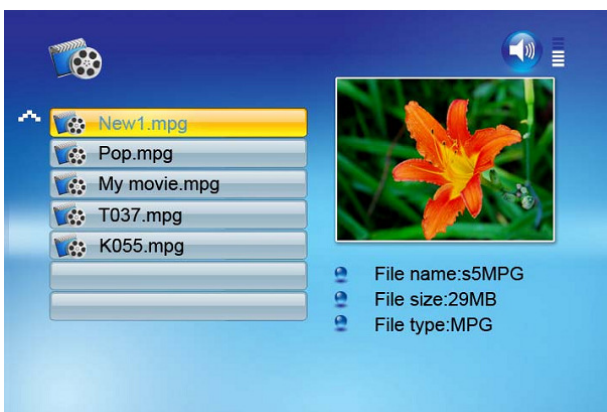 New1.mpg
Pop.mpg
My movie.mpg
T037.mpg
K055.mpg
File name:s5MPG
File size:29MB
File type:MPG